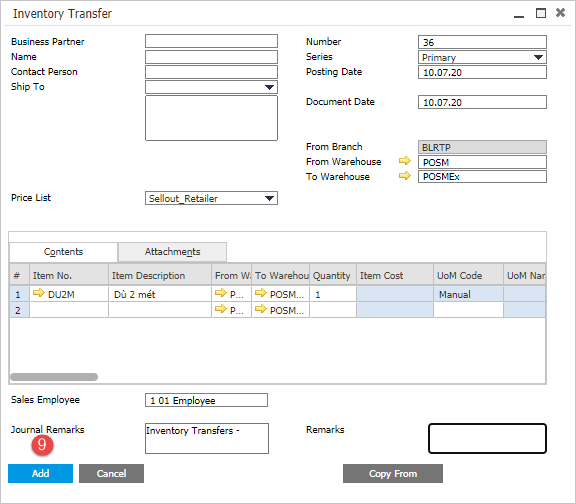 Inventory Transfer
Business Partner
Name
Contact Person
Ship To
Number 36
Series Primary
Posting Date 10.07.20
Document Date 10.07.20
From Branch BLRTP
From Warehouse POSM
To Warehouse POSMEx
Price List Sellout_Retailer
Contents Attachments
# Item No. Item Description From Wa To Warehou Quantity Item Cost UoM Code UoM Nar
1 DU2M Dù 2 mét P... POSM... 1 Manual
2 P... POSM...
Sales Employee 1 01 Employee
Journal Remarks Inventory Transfers - Remarks
9
Add Cancel Copy From